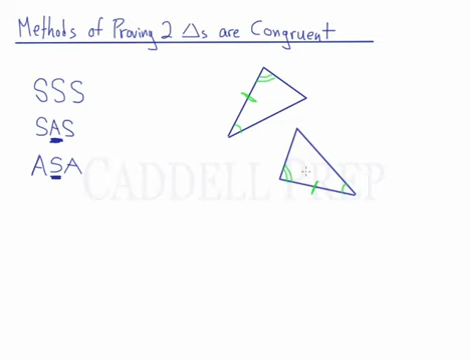 Methods of Proving 2 △s are Congruent
SSS
SAS
ASA
CADDELL PREP